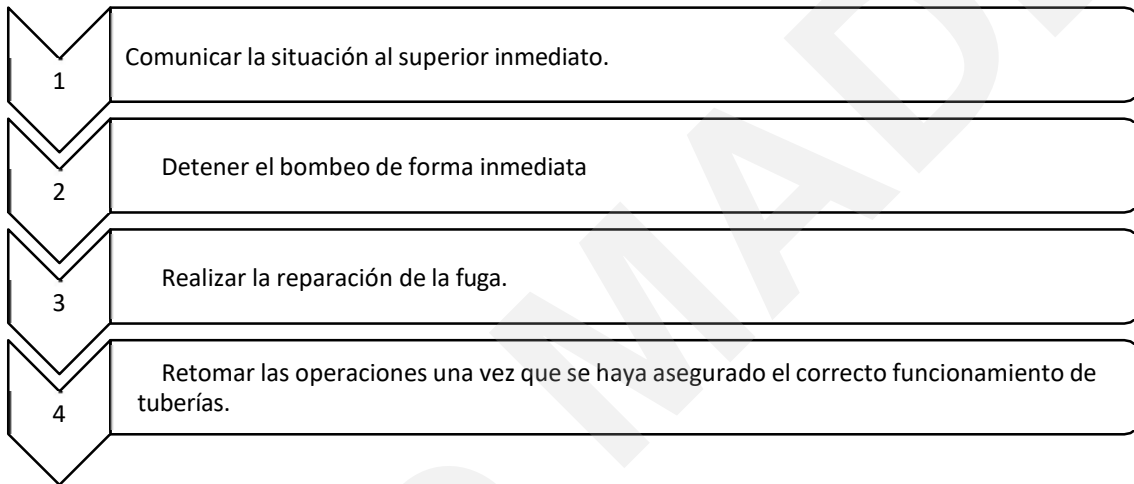 1
Comunicar la situación al superior inmediato.
2
Detener el bombeo de forma inmediata
3
Realizar la reparación de la fuga.
4
Retomar las operaciones una vez que se haya asegurado el correcto funcionamiento de
tuberías.